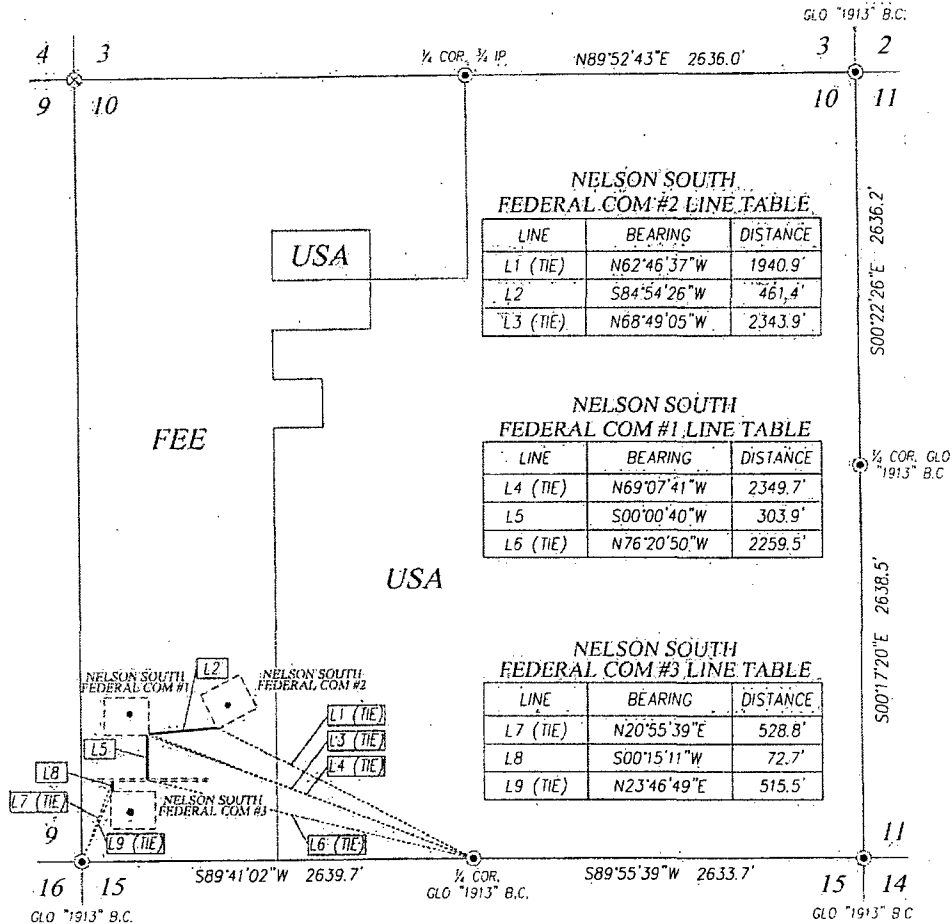 GLO "1913" B.C.
4 3
¼ COR. ¾ IP.
N89°52'43"E 2636.0'
3 2
9 10
10 11
NELSON SOUTH
FEDERAL COM #2 LINE TABLE
LINE BEARING DISTANCE
L1 (TIE) N62°46'37"W 1940.9'
L2 S84°54'26"W 461.4'
L3 (TIE) N68°49'05"W 2343.9'
S00°22'26"E 2636.2'
USA
NELSON SOUTH
FEDERAL COM #1 LINE TABLE
LINE BEARING DISTANCE
L4 (TIE) N69°07'41"W 2349.7'
L5 S00°00'40"W 303.9'
L6 (TIE) N76°20'50"W 2259.5'
FEE
¼ COR. GLO
"1913" B.C
USA
S00°17'20"E 2638.5'
NELSON SOUTH
FEDERAL COM #3 LINE TABLE
LINE BEARING DISTANCE
L7 (TIE) N20°55'39"E 528.8'
L8 S00°15'11"W 72.7'
L9 (TIE) N23°46'49"E 515.5'
NELSON SOUTH
FEDERAL COM #1
L2
NELSON SOUTH
FEDERAL COM #2
L1 (TIE)
L3 (TIE)
L4 (TIE)
L5
L8
L7 (TIE)
NELSON SOUTH
FEDERAL COM #3
L9 (TIE)
L6 (TIE)
9
11
16 15
S89°41'02"W 2639.7'
¼ COR.
GLO "1913" B.C.
S89°55'39"W 2633.7'
15 14
GLO "1913" B.C.
GLO "1913" B.C